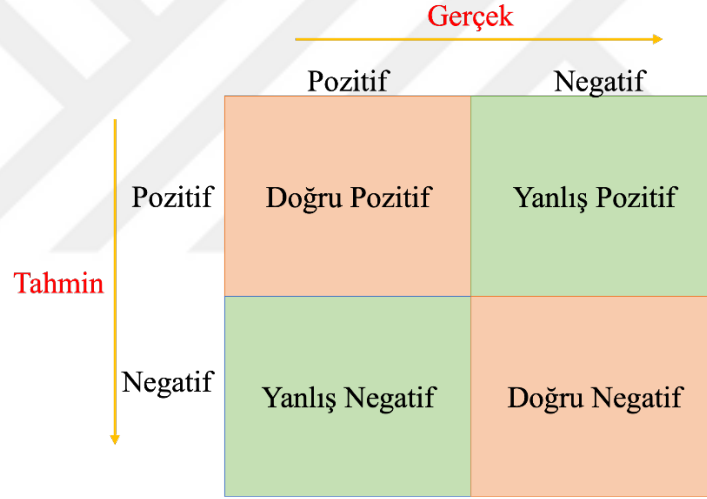 Gerçek
Pozitif Negatif
Pozitif Doğru Pozitif Yanlış Pozitif
Tahmin
Negatif Yanlış Negatif Doğru Negatif